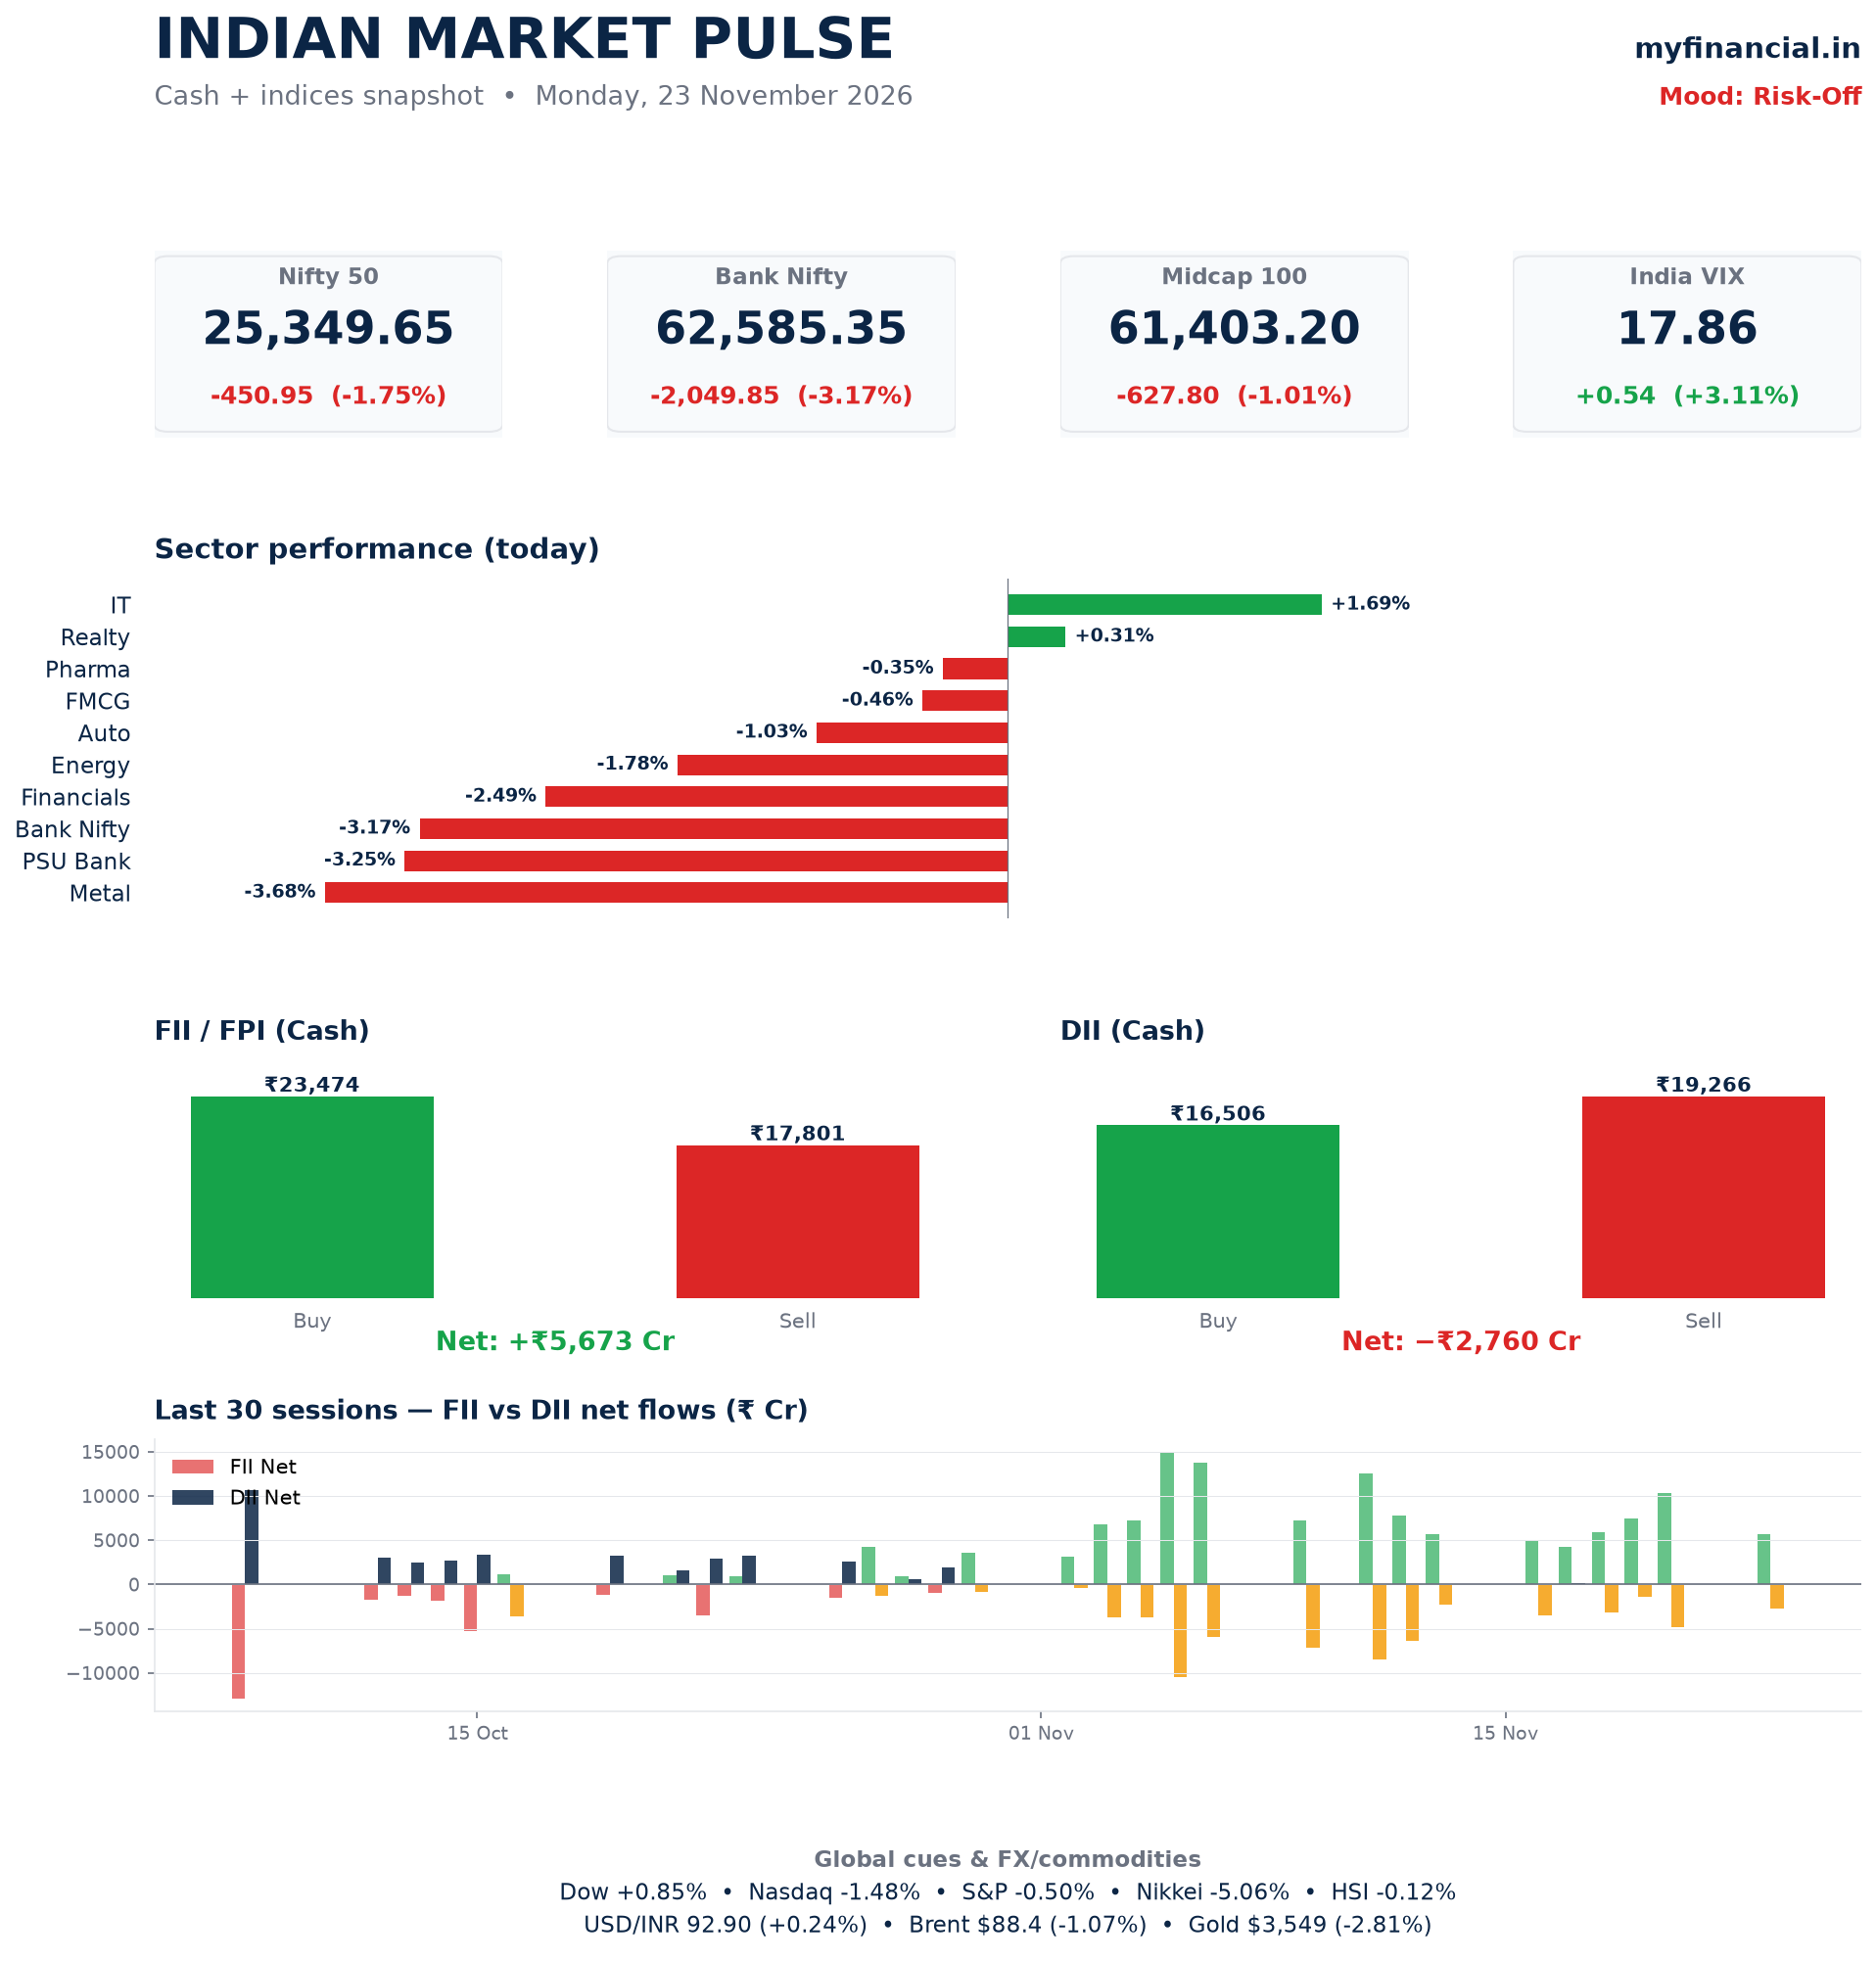 INDIAN MARKET PULSE
myfinancial.in
Cash + indices snapshot • Monday, 23 November 2026
Mood: Risk-Off
Nifty 50
25,349.65
-450.95 (-1.75%)
Bank Nifty
62,585.35
-2,049.85 (-3.17%)
Midcap 100
61,403.20
-627.80 (-1.01%)
India VIX
17.86
+0.54 (+3.11%)
Sector performance (today)
IT +1.69%
Realty +0.31%
Pharma -0.35%
FMCG -0.46%
Auto -1.03%
Energy -1.78%
Financials -2.49%
Bank Nifty -3.17%
PSU Bank -3.25%
Metal -3.68%
FII / FPI (Cash)
₹23,474
₹17,801
Buy
Sell
Net: +₹5,673 Cr
DII (Cash)
₹16,506
₹19,266
Buy
Sell
Net: −₹2,760 Cr
Last 30 sessions — FII vs DII net flows (₹ Cr)
FII Net
DII Net
15000
10000
5000
0
−5000
−10000
15 Oct
01 Nov
15 Nov
Global cues & FX/commodities
Dow +0.85% • Nasdaq -1.48% • S&P -0.50% • Nikkei -5.06% • HSI -0.12%
USD/INR 92.90 (+0.24%) • Brent $88.4 (-1.07%) • Gold $3,549 (-2.81%)